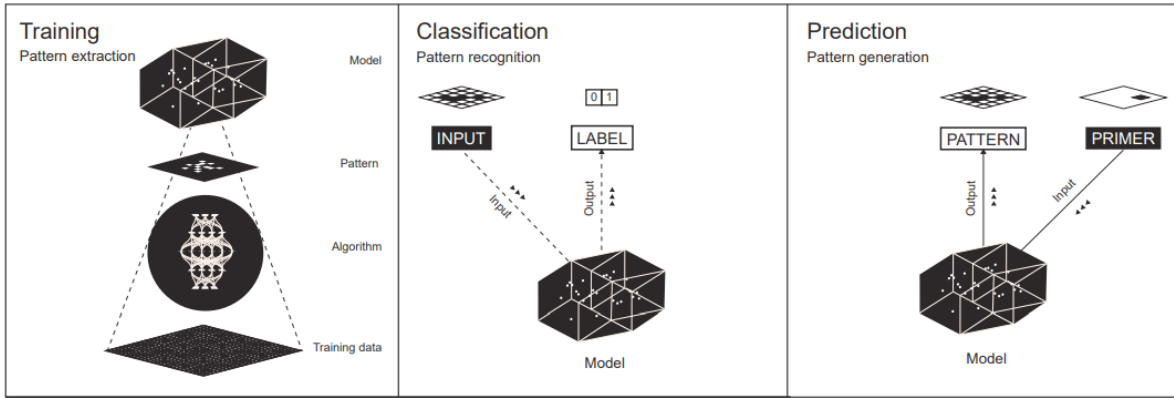 Training
Pattern extraction
Model
Pattern
Algorithm
Training data
Classification
Pattern recognition
0 1
INPUT
LABEL
Input
Output
Model
Prediction
Pattern generation
PATTERN
PRIMER
Output
Input
Model